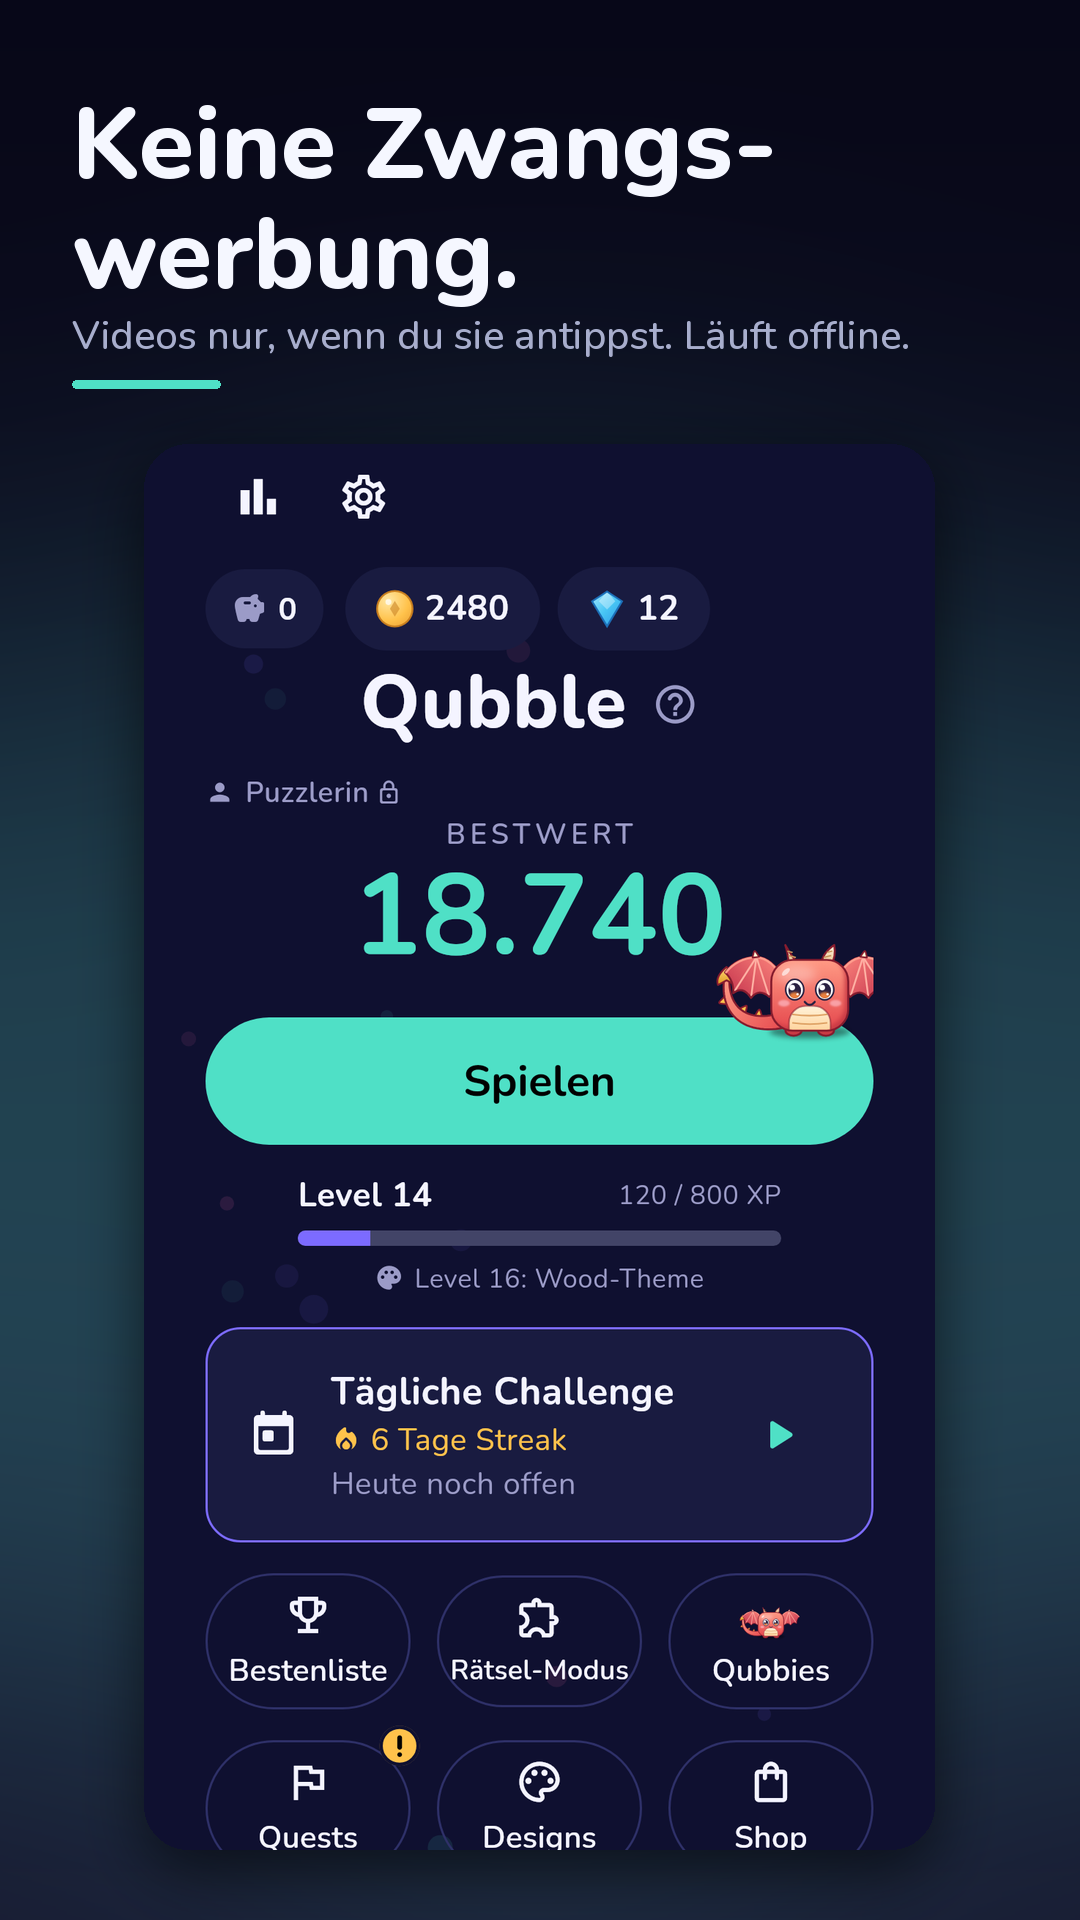 Keine Zwangs-
werbung.
Videos nur, wenn du sie antippst. Läuft offline.
0 2480 12
Qubble
Puzzlerin
BESTWERT
18.740
Spielen
Level 14 120 / 800 XP
Level 16: Wood-Theme
Tägliche Challenge
6 Tage Streak
Heute noch offen
Bestenliste Rätsel-Modus Qubbies
Quests Designs Shop